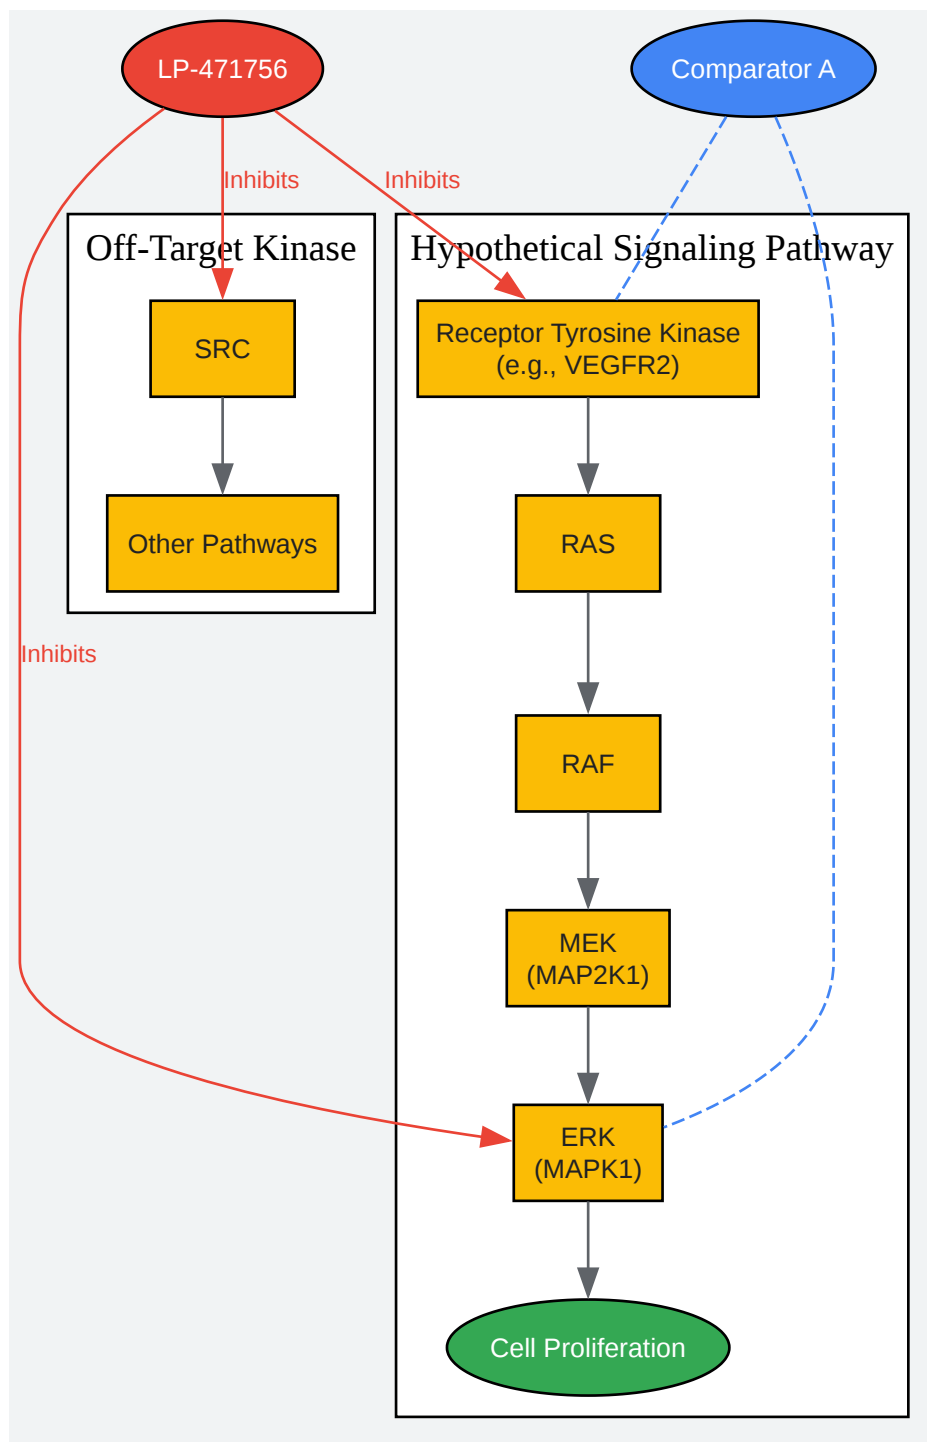 LP-471756
Comparator A
Inhibits
Inhibits
Off-Target Kinase
Hypothetical Signaling Pathway
SRC
Receptor Tyrosine Kinase
(e.g., VEGFR2)
Other Pathways
RAS
Inhibits
RAF
MEK
(MAP2K1)
ERK
(MAPK1)
Cell Proliferation